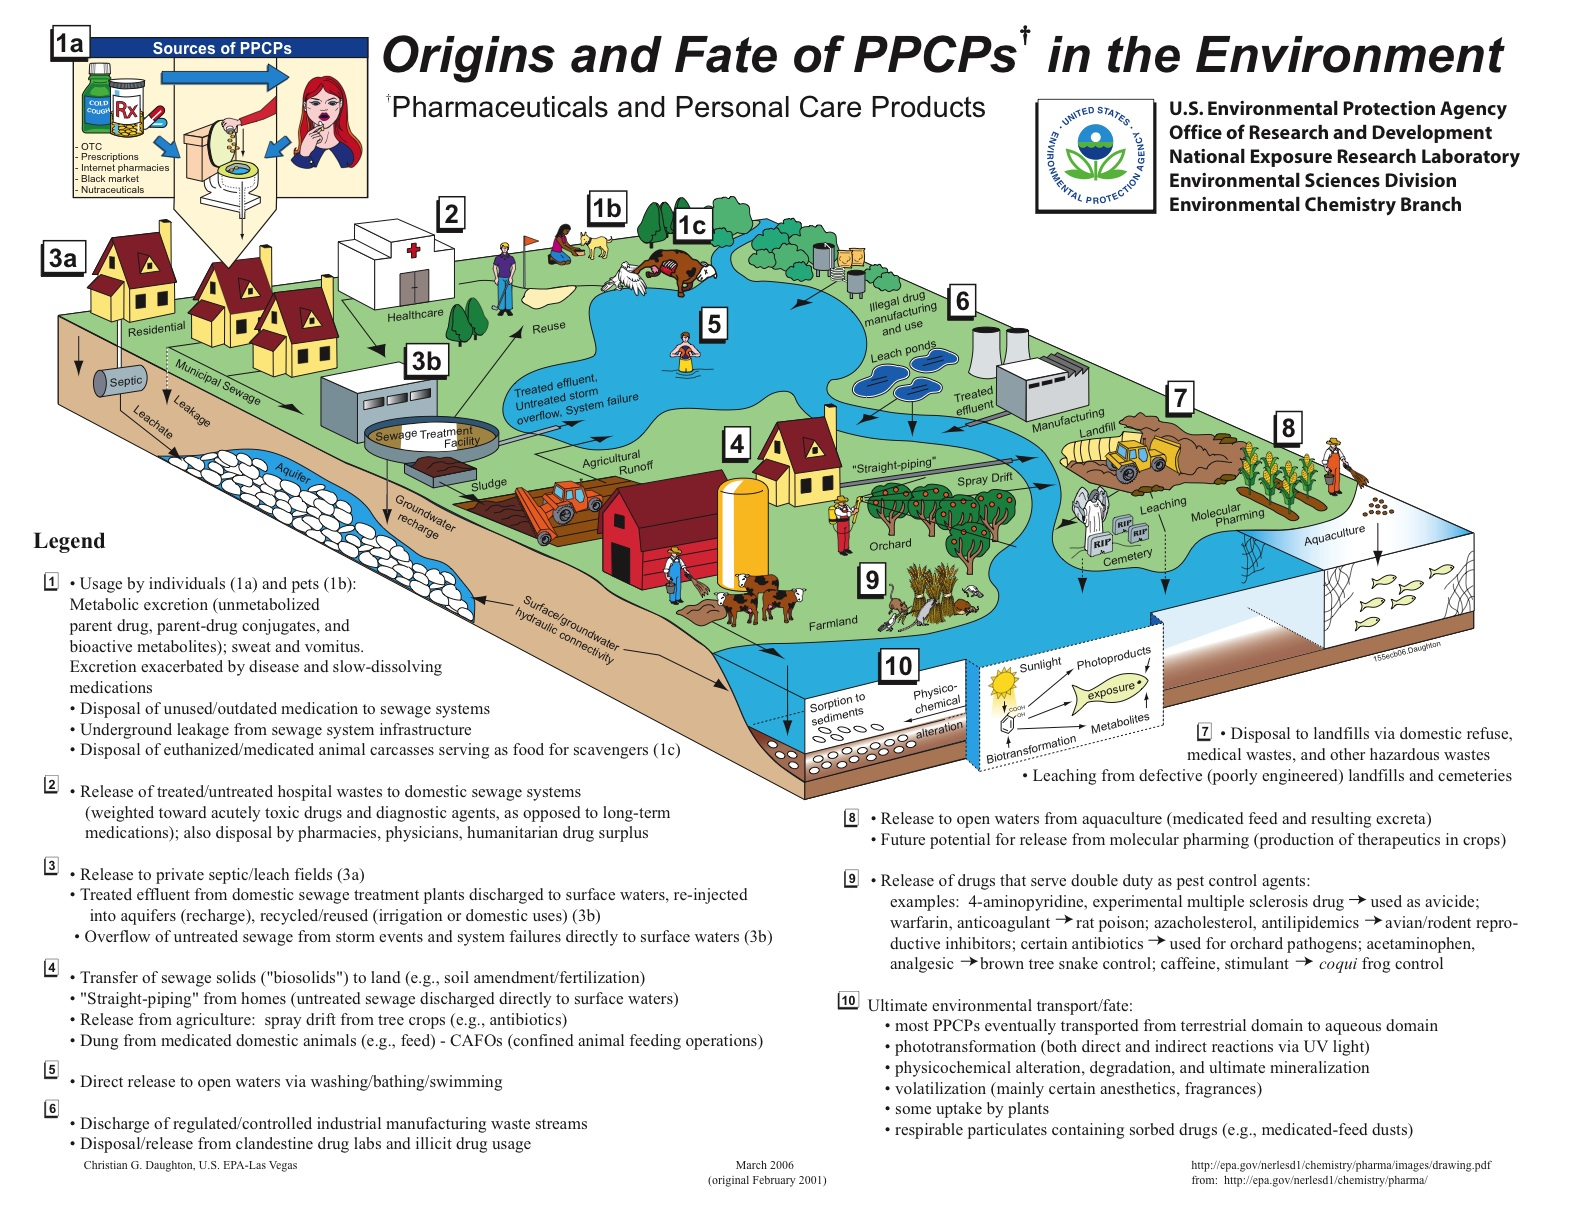 1a
Sources of PPCPs
COLD
COUGH
Rx
- OTC
- Prescriptions
- Internet pharmacies
- Black market
- Nutraceuticals
Origins and Fate of PPCPs† in the Environment
†Pharmaceuticals and Personal Care Products
UNITED STATES
ENVIRONMENTAL PROTECTION AGENCY
U.S. Environmental Protection Agency
Office of Research and Development
National Exposure Research Laboratory
Environmental Sciences Division
Environmental Chemistry Branch
2
1b
1c
3a
Residential
Healthcare
Reuse
5
6
Illegal drug
manufacturing
and use
Leach ponds
Treated
effluent
Manufacturing
3b
Septic
Municipal Sewage
Leakage
Leachate
Treated effluent,
Untreated storm
overflow, System failure
Sewage Treatment
Facility
Sludge
Agricultural
Runoff
4
"Straight-piping"
Spray Drift
7
Landfill
8
Leaching
Molecular
Pharming
RIP
RIP
RIP
Cemetery
Aquaculture
Aquifer
Groundwater
recharge
Orchard
9
Farmland
Surface/groundwater
hydraulic connectivity
10
Sorption to
sediments
Physico-
chemical
alteration
Sunlight
Photoproducts
COOH
OH
exposure
Metabolites
Biotransformation
155ecb06.Daughton
Legend
1 • Usage by individuals (1a) and pets (1b):
Metabolic excretion (unmetabolized
parent drug, parent-drug conjugates, and
bioactive metabolites); sweat and vomitus.
Excretion exacerbated by disease and slow-dissolving
medications
• Disposal of unused/outdated medication to sewage systems
• Underground leakage from sewage system infrastructure
• Disposal of euthanized/medicated animal carcasses serving as food for scavengers (1c)
2 • Release of treated/untreated hospital wastes to domestic sewage systems
(weighted toward acutely toxic drugs and diagnostic agents, as opposed to long-term
medications); also disposal by pharmacies, physicians, humanitarian drug surplus
3 • Release to private septic/leach fields (3a)
• Treated effluent from domestic sewage treatment plants discharged to surface waters, re-injected
into aquifers (recharge), recycled/reused (irrigation or domestic uses) (3b)
• Overflow of untreated sewage from storm events and system failures directly to surface waters (3b)
4 • Transfer of sewage solids ("biosolids") to land (e.g., soil amendment/fertilization)
• "Straight-piping" from homes (untreated sewage discharged directly to surface waters)
• Release from agriculture: spray drift from tree crops (e.g., antibiotics)
• Dung from medicated domestic animals (e.g., feed) - CAFOs (confined animal feeding operations)
5 • Direct release to open waters via washing/bathing/swimming
6 • Discharge of regulated/controlled industrial manufacturing waste streams
• Disposal/release from clandestine drug labs and illicit drug usage
7 • Disposal to landfills via domestic refuse,
medical wastes, and other hazardous wastes
• Leaching from defective (poorly engineered) landfills and cemeteries
8 • Release to open waters from aquaculture (medicated feed and resulting excreta)
• Future potential for release from molecular pharming (production of therapeutics in crops)
9 • Release of drugs that serve double duty as pest control agents:
examples: 4-aminopyridine, experimental multiple sclerosis drug → used as avicide;
warfarin, anticoagulant → rat poison; azacholesterol, antilipidemics → avian/rodent repro-
ductive inhibitors; certain antibiotics → used for orchard pathogens; acetaminophen,
analgesic → brown tree snake control; caffeine, stimulant → coqui frog control
10 Ultimate environmental transport/fate:
• most PPCPs eventually transported from terrestrial domain to aqueous domain
• phototransformation (both direct and indirect reactions via UV light)
• physicochemical alteration, degradation, and ultimate mineralization
• volatilization (mainly certain anesthetics, fragrances)
• some uptake by plants
• respirable particulates containing sorbed drugs (e.g., medicated-feed dusts)
Christian G. Daughton, U.S. EPA-Las Vegas
March 2006
(original February 2001)
http://epa.gov/nerlesd1/chemistry/pharma/images/drawing.pdf
from: http://epa.gov/nerlesd1/chemistry/pharma/